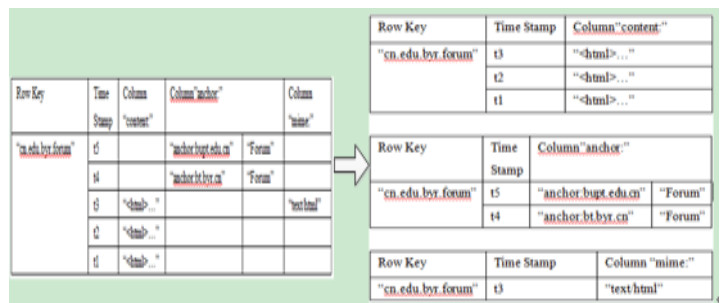 Row Key Time Stamp Column "content:" Column "anchor:" Column "mime:"
"cn.edu.byr.forum" t5 "anchor:bupt.edu.cn" "Forum"
t4 "anchor:bt.byr.cn" "Forum"
t3 "<html>..." "text/html"
t2 "<html>..."
t1 "<html>..."
Row Key Time Stamp Column"content:"
"cn.edu.byr.forum" t3 "<html>..."
t2 "<html>..."
t1 "<html>..."
Row Key Time Stamp Column"anchor:"
"cn.edu.byr.forum" t5 "anchor:bupt.edu.cn" "Forum"
t4 "anchor:bt.byr.cn" "Forum"
Row Key Time Stamp Column "mime:"
"cn.edu.byr.forum" t3 "text/html"